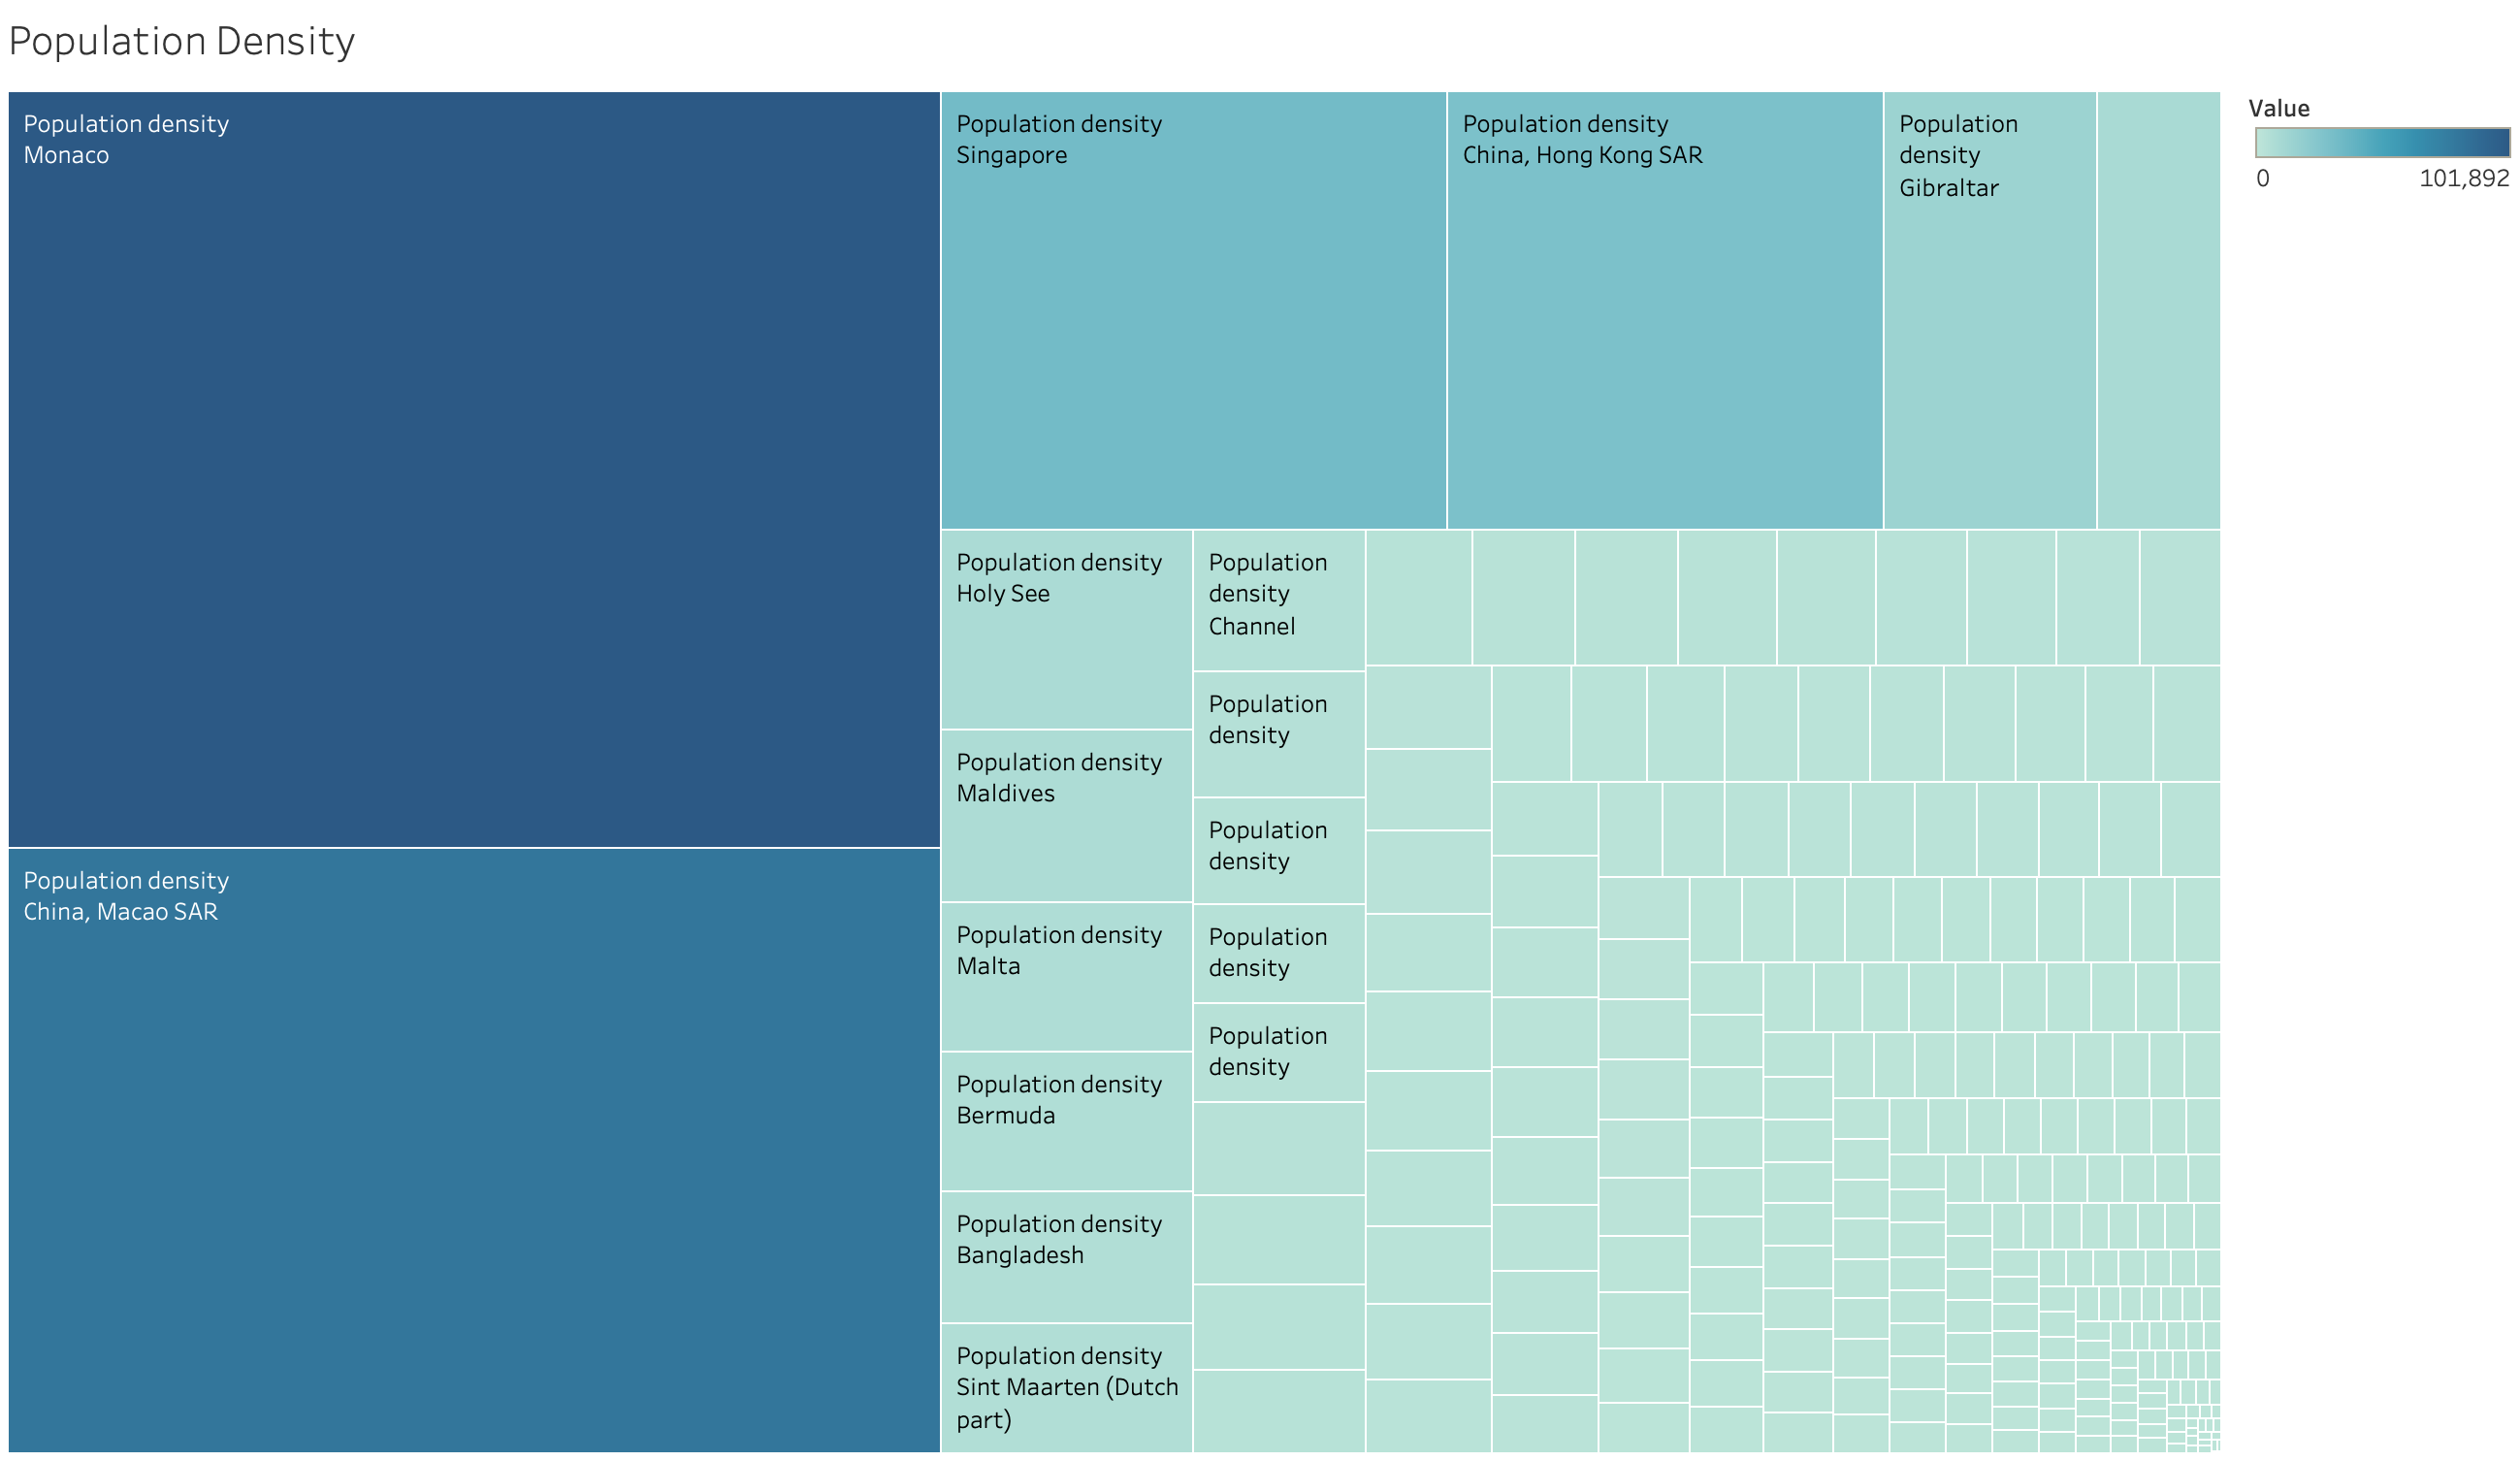 Population Density
Population density
Monaco
Population density
China, Macao SAR
Population density
Singapore
Population density
China, Hong Kong SAR
Population
density
Gibraltar
Population density
Holy See
Population density
Maldives
Population density
Malta
Population density
Bermuda
Population density
Bangladesh
Population density
Sint Maarten (Dutch
part)
Population
density
Channel
Population
density
Population
density
Population
density
Population
density
Value
0
101,892